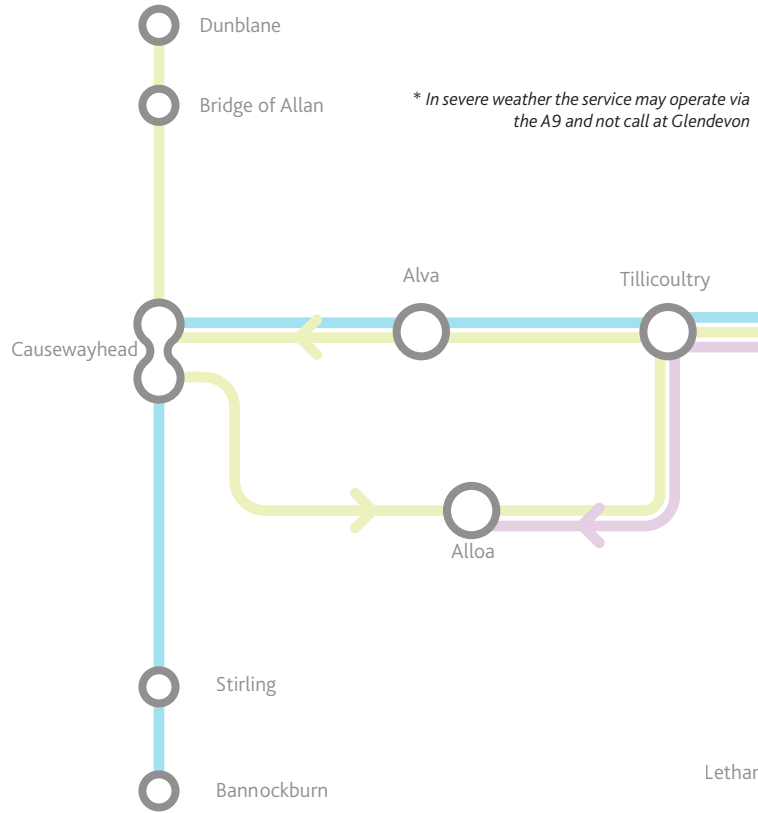 Dunblane
Bridge of Allan
* In severe weather the service may operate via
the A9 and not call at Glendevon
Alva
Tillicoultry
Causewayhead
Alloa
Stirling
Lethar
Bannockburn